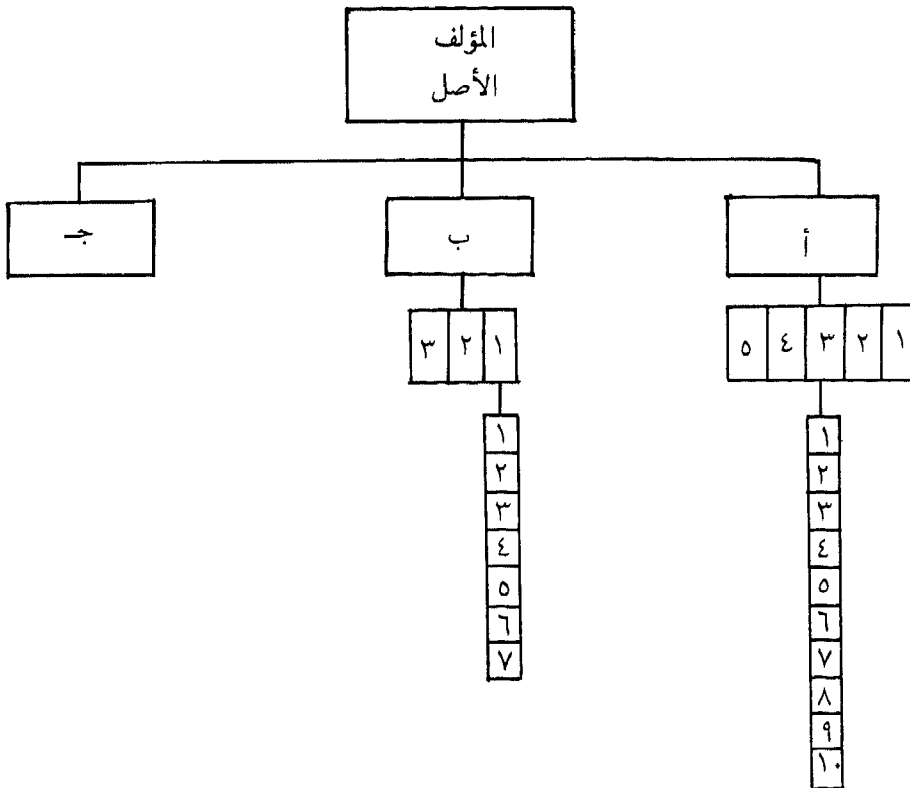 المؤلف
الأصل
أ
ب
جـ
١ ٢ ٣ ٤ ٥
١ ٢ ٣
١
٢
٣
٤
٥
٦
٧
٨
٩
١٠
١
٢
٣
٤
٥
٦
٧